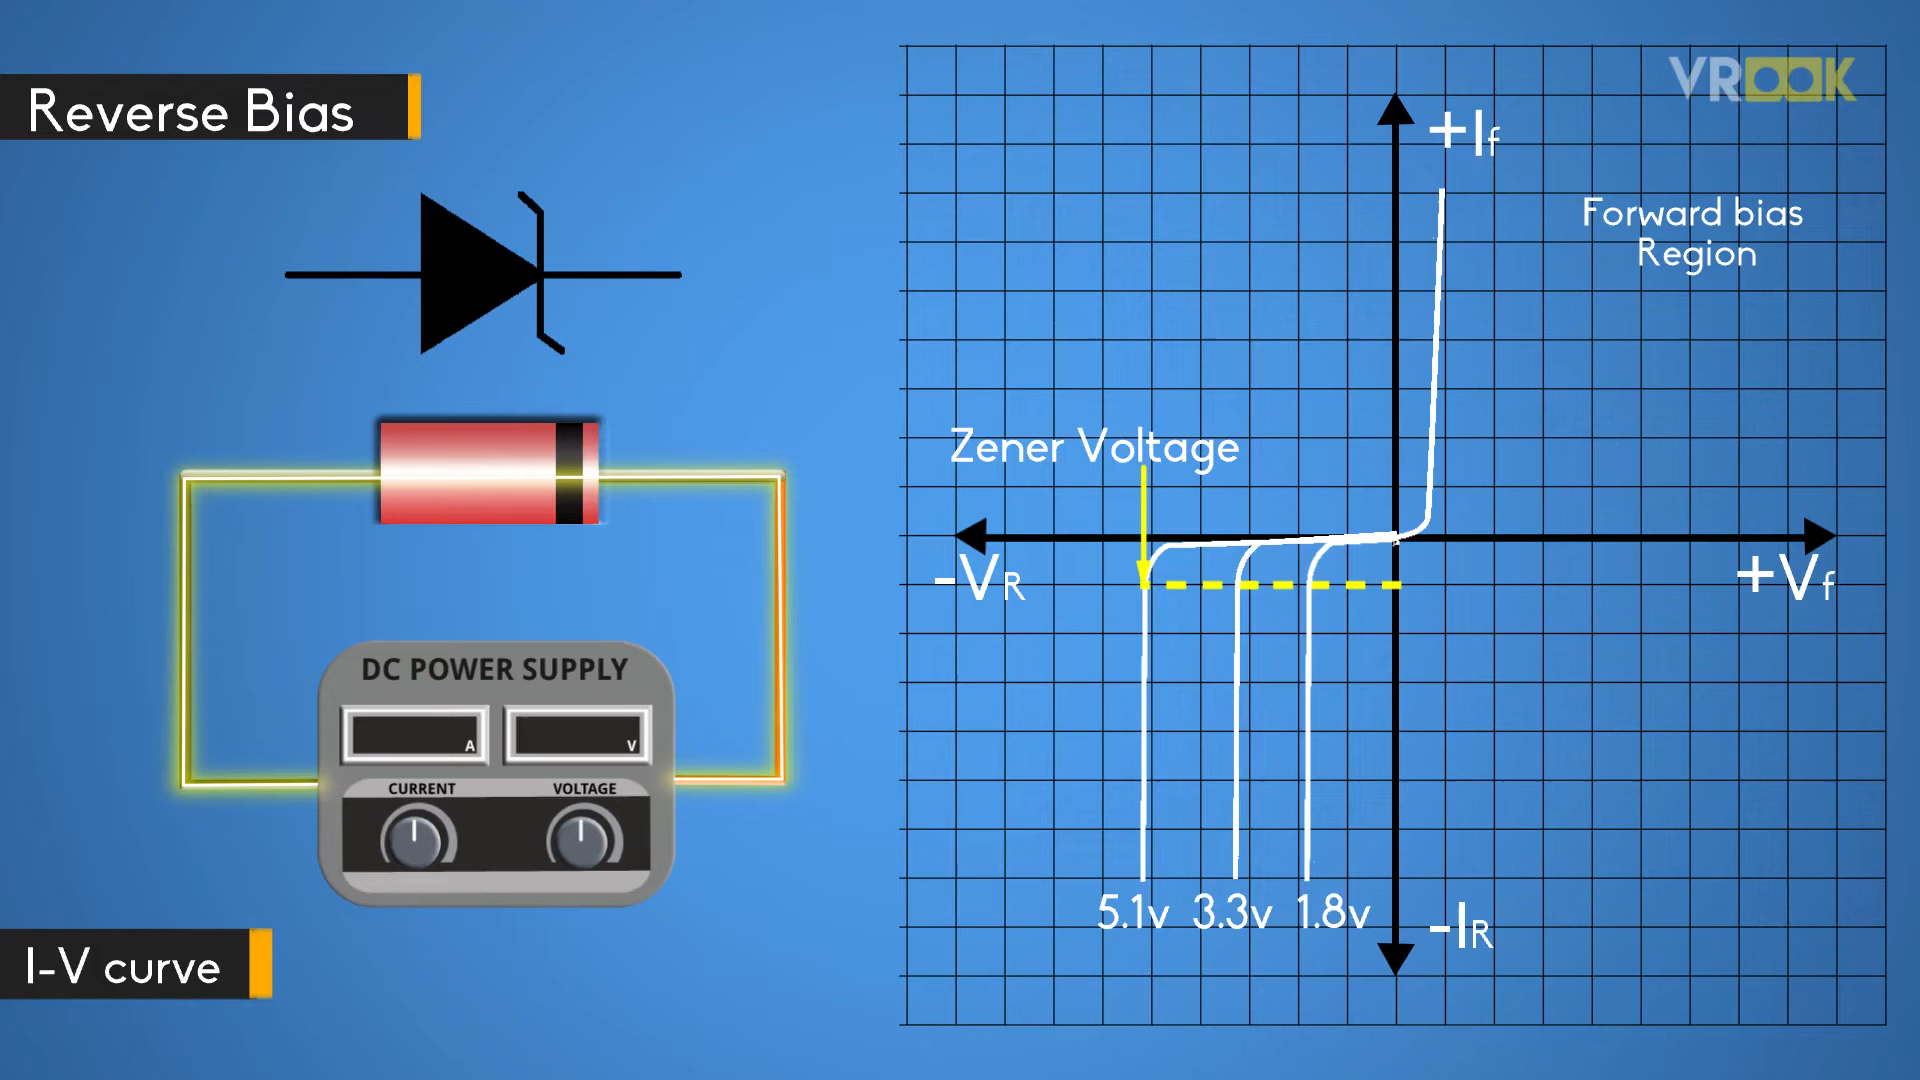 Reverse Bias
VROOK
+If
Forward bias
Region
Zener Voltage
-VR
+Vf
DC POWER SUPPLY
A
V
CURRENT
VOLTAGE
5.1v 3.3v 1.8v
-IR
I-V curve